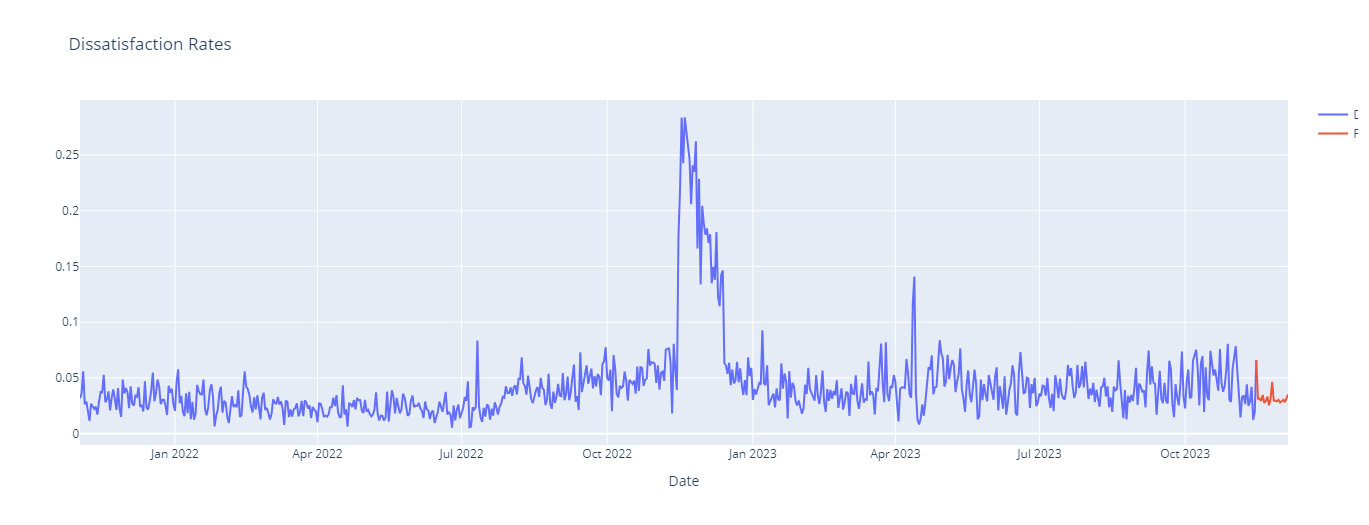 Dissatisfaction Rates
0.25
0.2
0.15
0.1
0.05
0
Jan 2022 Apr 2022 Jul 2022 Oct 2022 Jan 2023 Apr 2023 Jul 2023 Oct 2023
Date